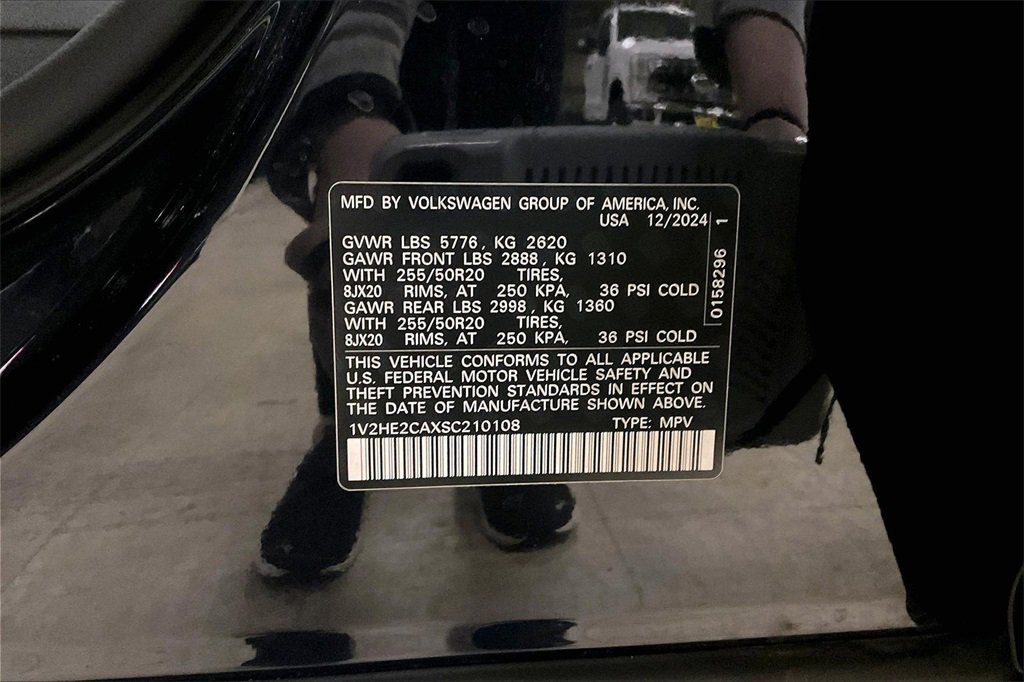 MFD BY VOLKSWAGEN GROUP OF AMERICA, INC.
USA 12/2024
GVWR LBS 5776, KG 2620
GAWR FRONT LBS 2888, KG 1310
WITH 255/50R20 TIRES,
8JX20 RIMS, AT 250 KPA, 36 PSI COLD
GAWR REAR LBS 2998, KG 1360
WITH 255/50R20 TIRES,
8JX20 RIMS, AT 250 KPA, 36 PSI COLD
0158296 1
THIS VEHICLE CONFORMS TO ALL APPLICABLE
U.S. FEDERAL MOTOR VEHICLE SAFETY AND
THEFT PREVENTION STANDARDS IN EFFECT ON
THE DATE OF MANUFACTURE SHOWN ABOVE.
1V2HE2CAXSC210108 TYPE: MPV